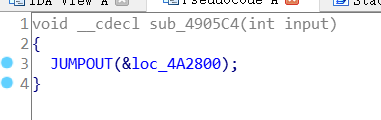 IDA View A
Pseudocode A
Stac
1 void __cdecl sub_4905C4(int input)
2 {
3 JUMPOUT(&loc_4A2800);
4 }